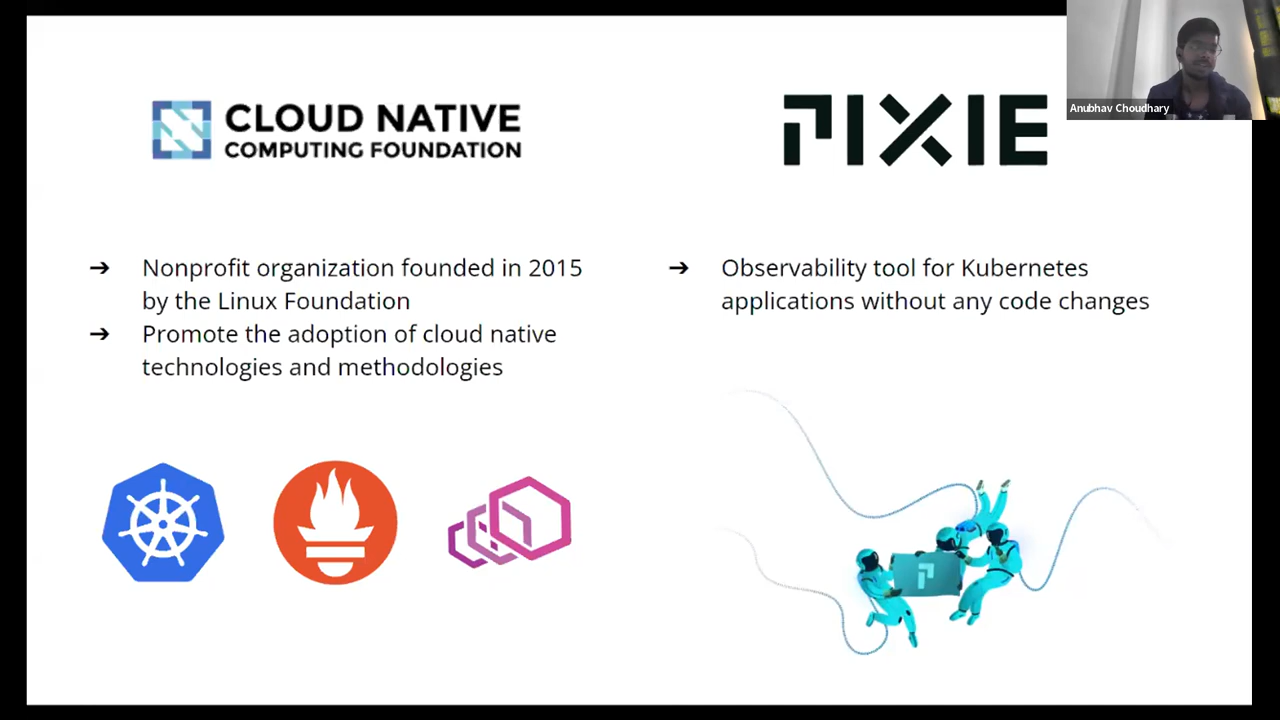 CLOUD NATIVE
COMPUTING FOUNDATION
PIXIE
Anubhav Choudhary
➔ Nonprofit organization founded in 2015
by the Linux Foundation
➔ Promote the adoption of cloud native
technologies and methodologies
➔ Observability tool for Kubernetes
applications without any code changes